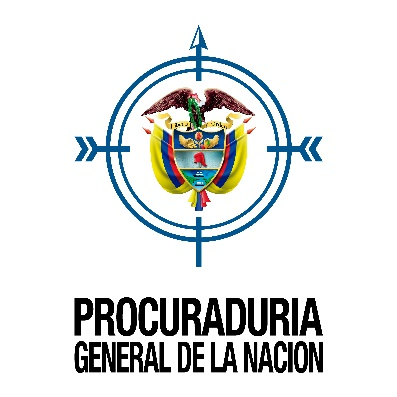 PROCURADURIA
GENERAL DE LA NACION